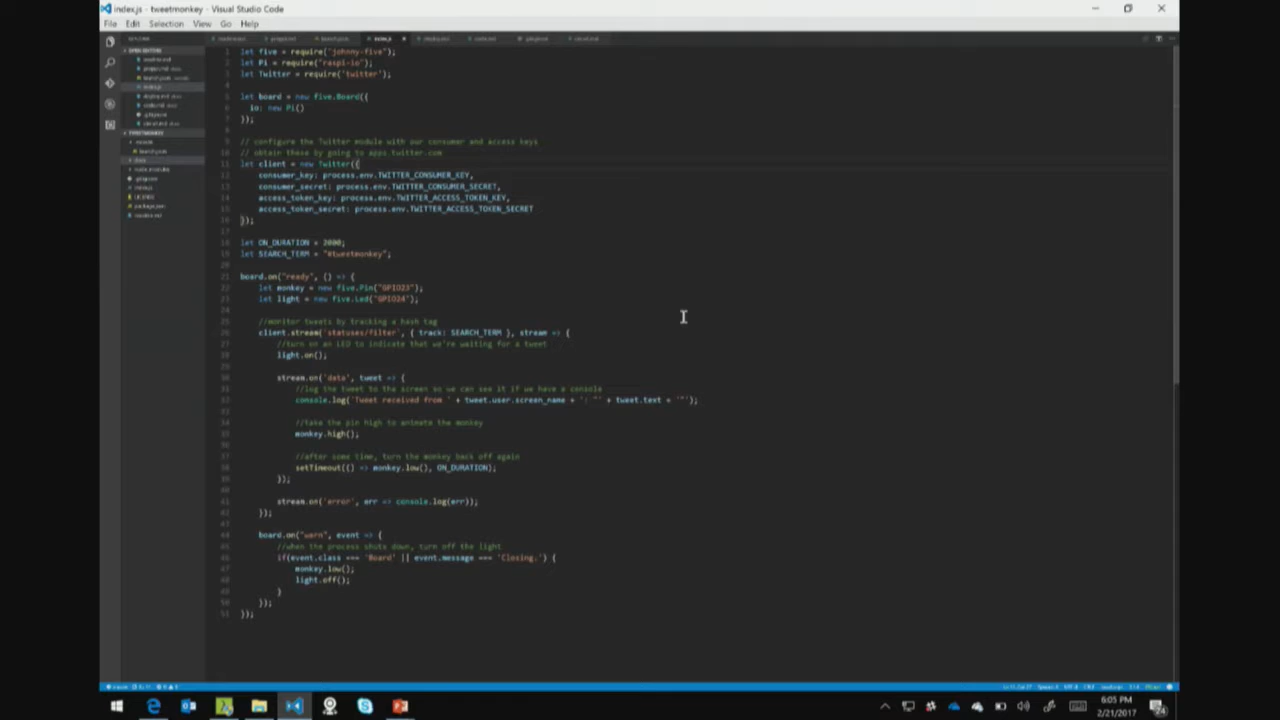 index.js - tweetmonkey - Visual Studio Code
File Edit Selection View Go Help
let five = require("johnny-five");
let Pi = require("raspi-io");
let Twitter = require('twitter');
let board = new five.Board({
io: new Pi()
});
// configure the Twitter module with our consumer and access keys
// obtain these by going to apps.twitter.com
let client = new Twitter({
consumer_key: process.env.TWITTER_CONSUMER_KEY,
consumer_secret: process.env.TWITTER_CONSUMER_SECRET,
access_token_key: process.env.TWITTER_ACCESS_TOKEN_KEY,
access_token_secret: process.env.TWITTER_ACCESS_TOKEN_SECRET
});
let ON_DURATION = 2000;
let SEARCH_TERM = "#tweetmonkey";
board.on("ready", () => {
let monkey = new five.Pin("GPIO23");
let light = new five.Led("GPIO24");
//monitor tweets by tracking a hash tag
client.stream('statuses/filter', { track: SEARCH_TERM }, stream => {
//turn on an LED to indicate that we're waiting for a tweet
light.on();
stream.on('data', tweet => {
//log the tweet to the screen so we can see it if we have a console
console.log('Tweet received from ' + tweet.user.screen_name + ': "' + tweet.text + '"');
//take the pin high to animate the monkey
monkey.high();
//after some time, turn the monkey back off again
setTimeout(() => monkey.low(), ON_DURATION);
});
stream.on('error', err => console.log(err));
});
board.on("warn", event => {
//when the process shuts down, turn off the light
if(event.class === 'Board' || event.message === 'Closing.') {
monkey.low();
light.off();
}
});
});
6:05 PM
2/21/2017